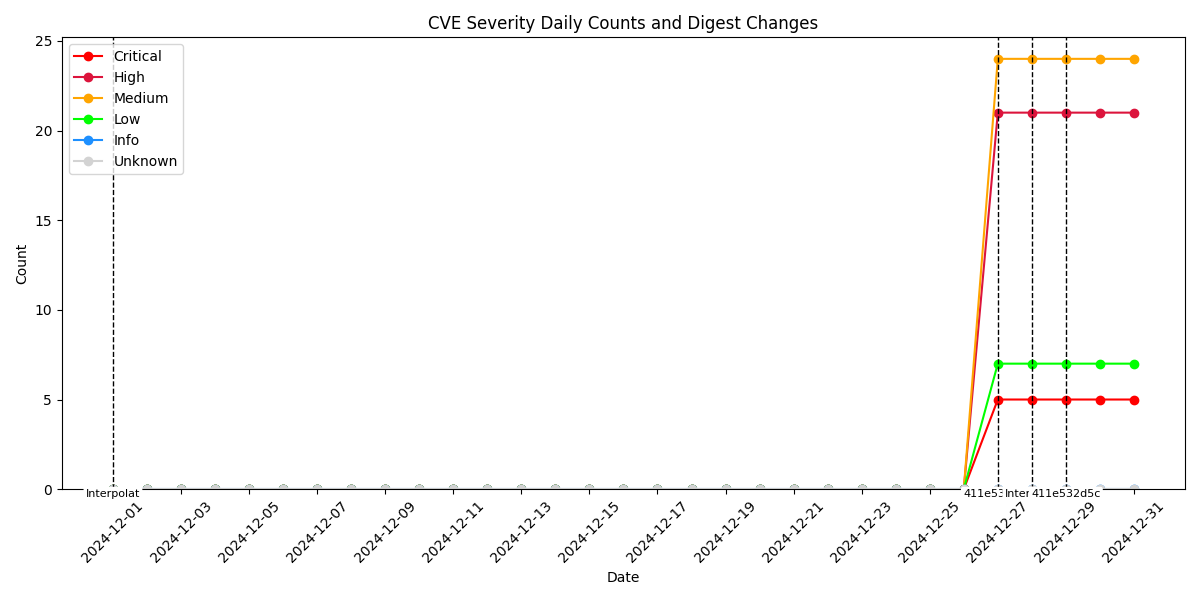 CVE Severity Daily Counts and Digest Changes
Critical
High
Medium
Low
Info
Unknown
Count
25
20
15
10
5
0
Interpolat
411e53
Inter
411e532d5c
2024-12-01
2024-12-03
2024-12-05
2024-12-07
2024-12-09
2024-12-11
2024-12-13
2024-12-15
2024-12-17
2024-12-19
2024-12-21
2024-12-23
2024-12-25
2024-12-27
2024-12-29
2024-12-31
Date